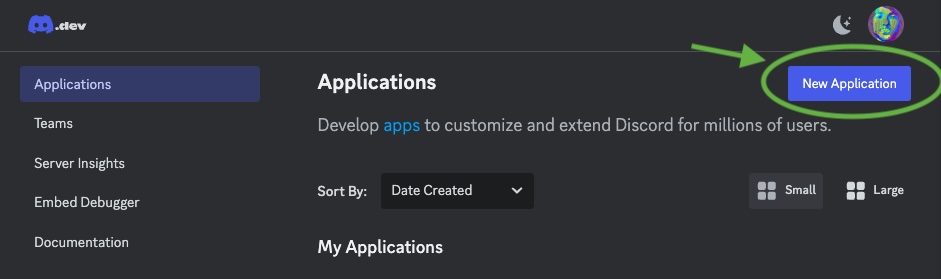 .dev
Applications
Teams
Server Insights
Embed Debugger
Documentation
Applications
New Application
Develop apps to customize and extend Discord for millions of users.
Sort By: Date Created
Small Large
My Applications